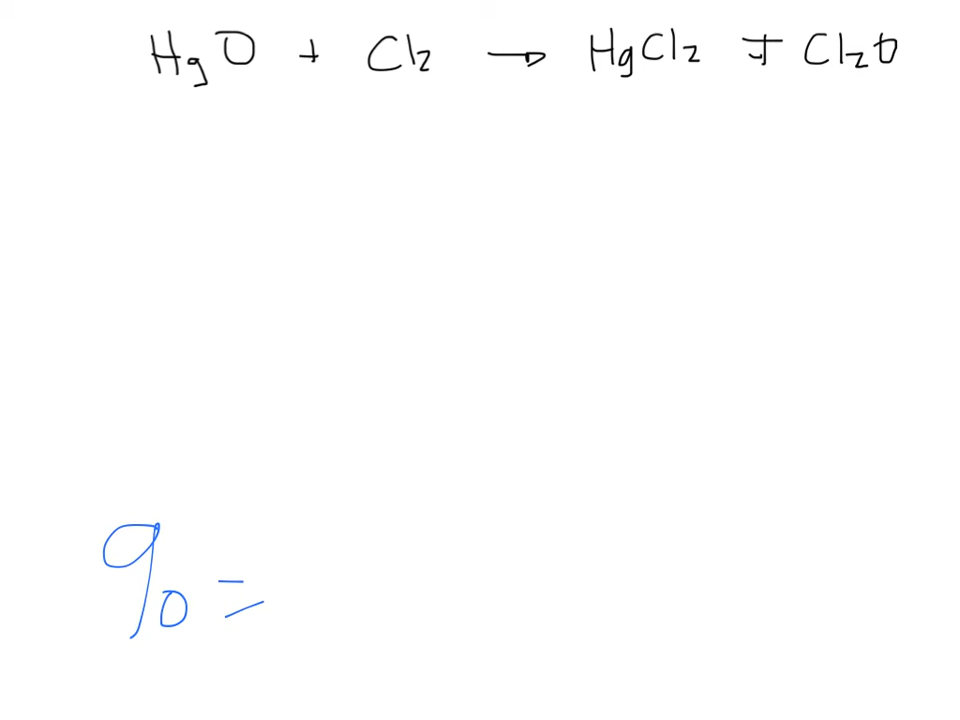 HgO + Cl2 → HgCl2 + Cl2O
% =